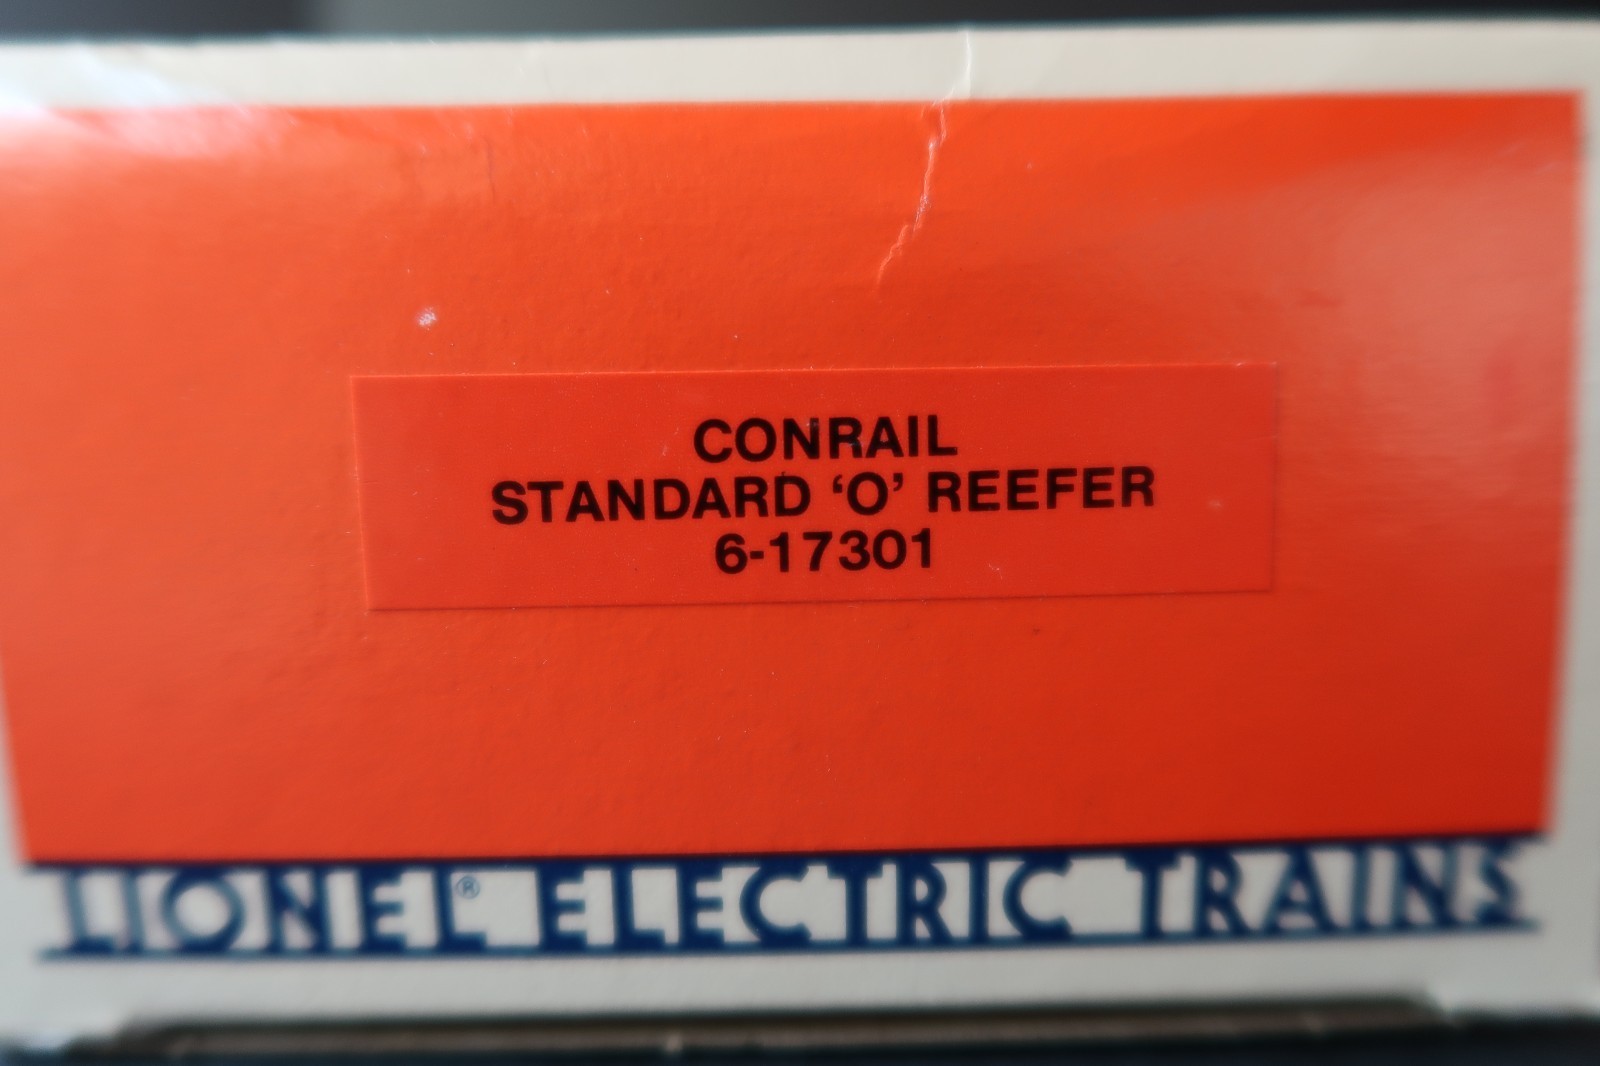 CONRAIL
STANDARD ‘O’ REEFER
6-17301
LIONEL® ELECTRIC TRAINS